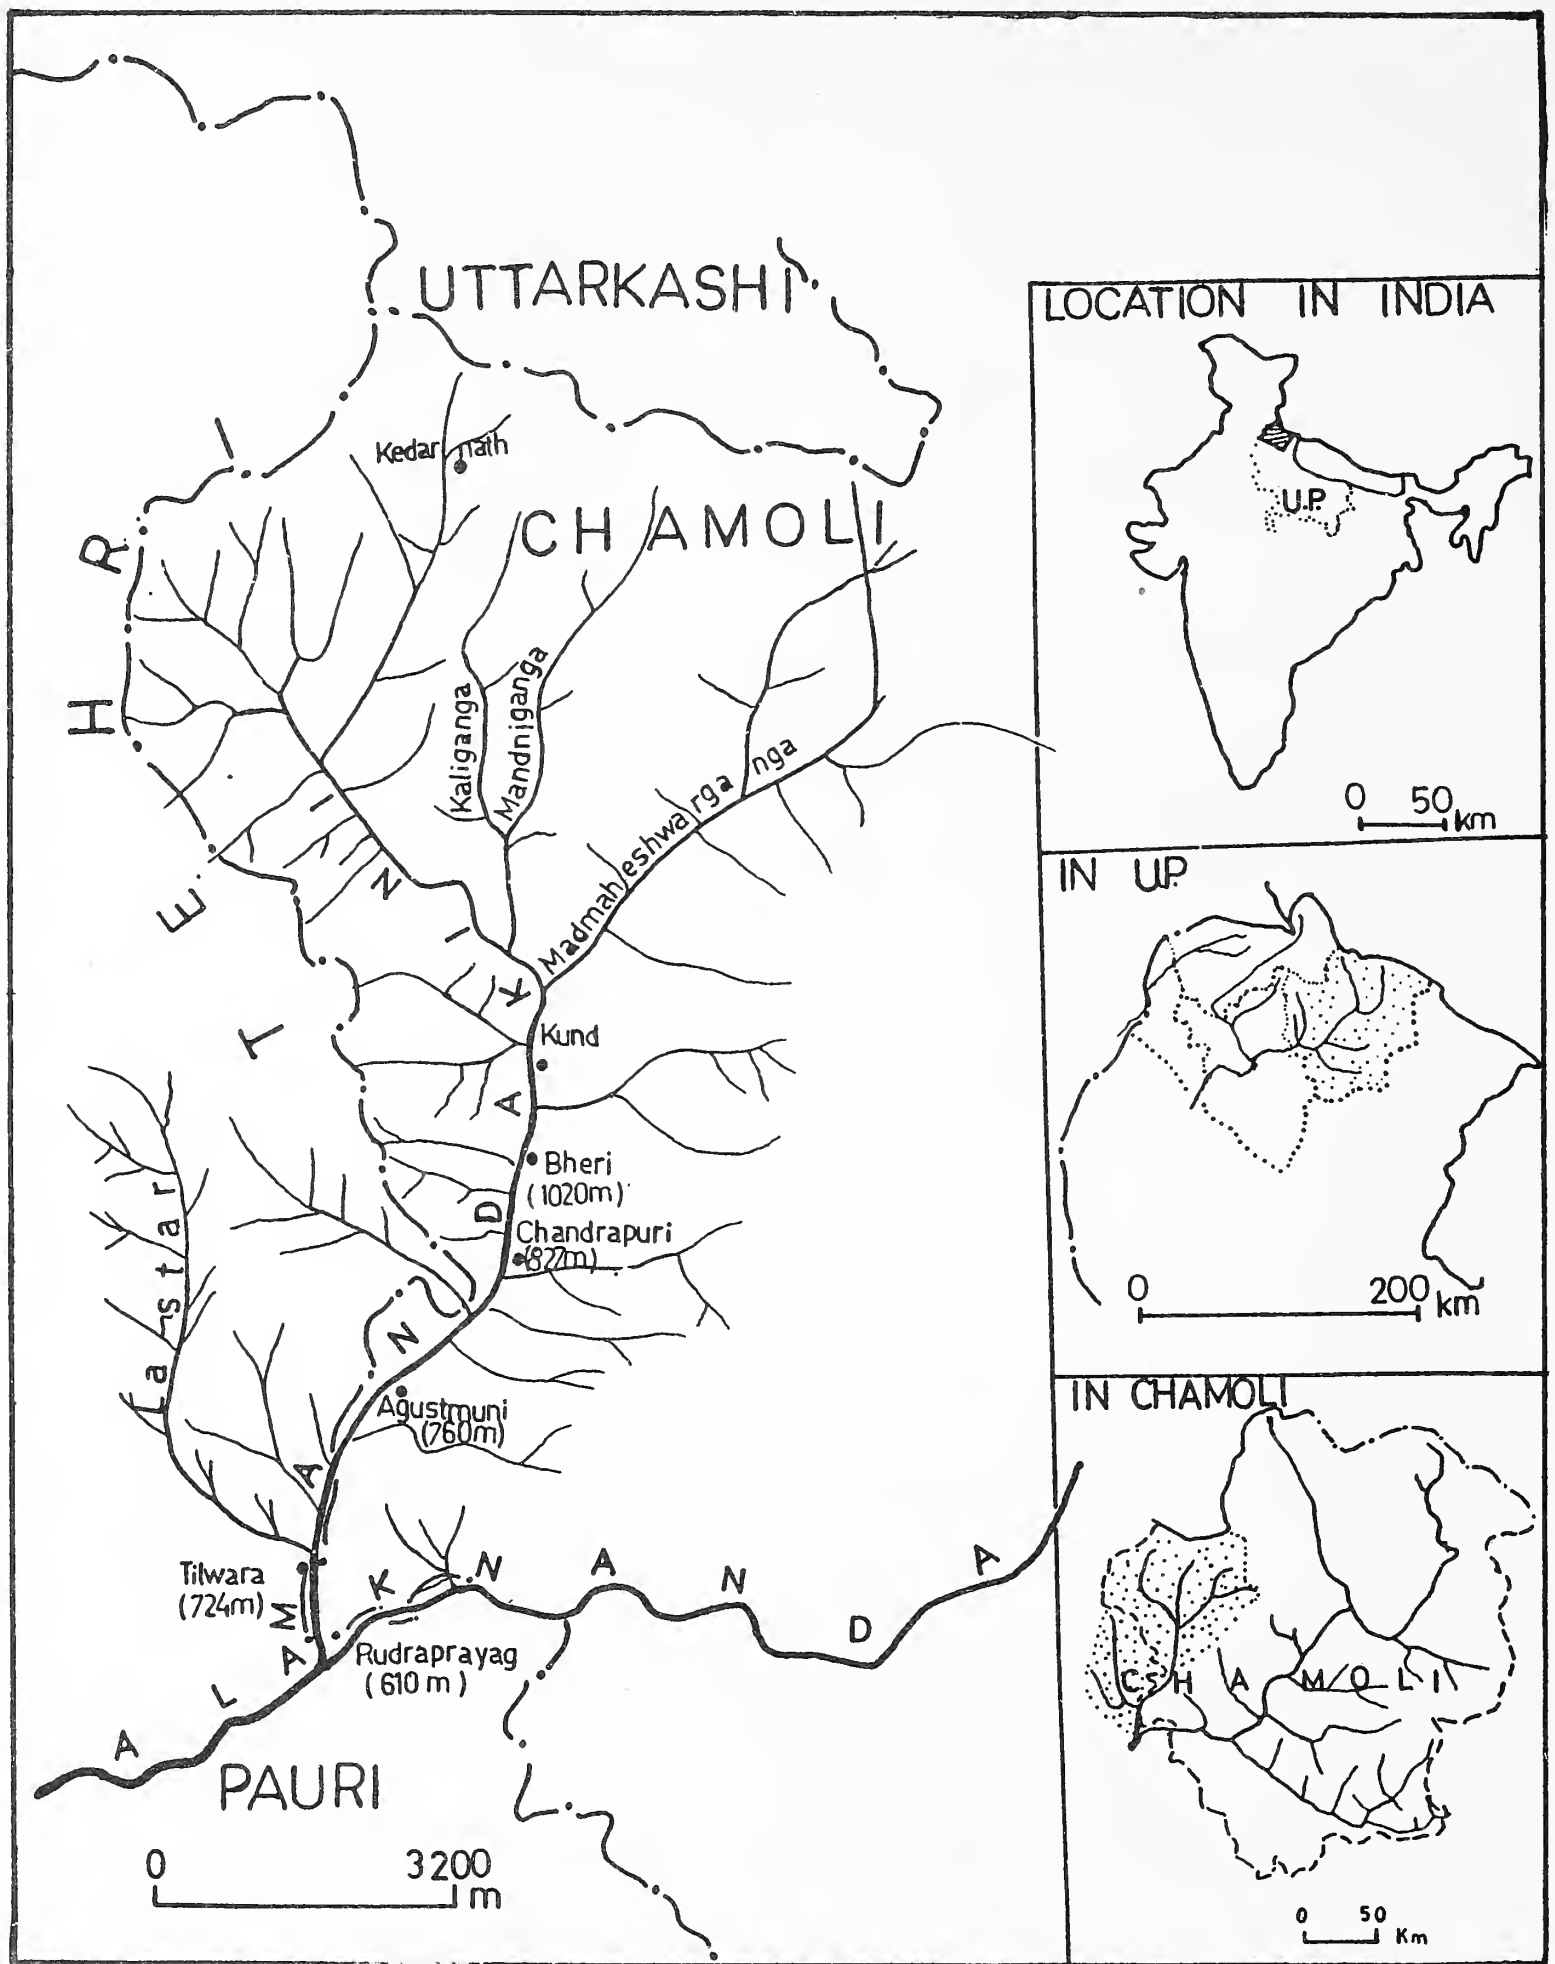 UTTARKASHI
CHAMOLI
TEHRI
Kedarnath
Kaliganga
Mandniganga
Madmaheshwarganga
MANDAKINI
Kund
Bheri
(1020m)
Chandrapuri
(827m)
Lastar
Agustmuni
(760m)
Tilwara
(724m)
ALAKNANDA
Rudraprayag
(610 m)
PAURI
0 3200
m
LOCATION IN INDIA
U.P.
0 50
km
IN U.P.
0 200 km
IN CHAMOLI
CHAMOLI
0 50
Km